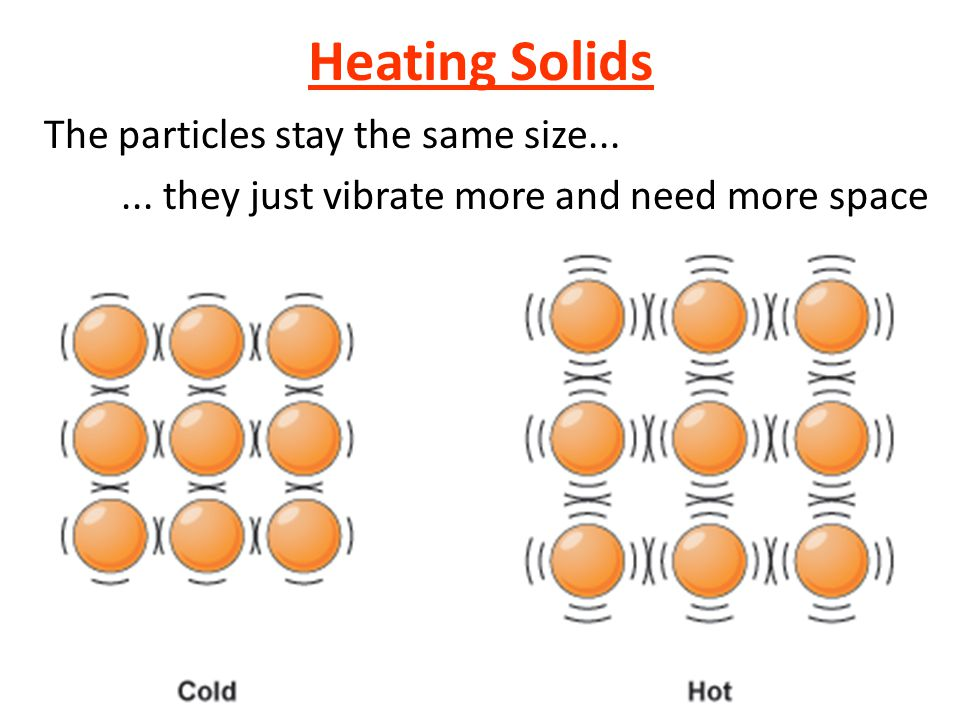 Heating Solids
The particles stay the same size...
... they just vibrate more and need more space
Cold
Hot